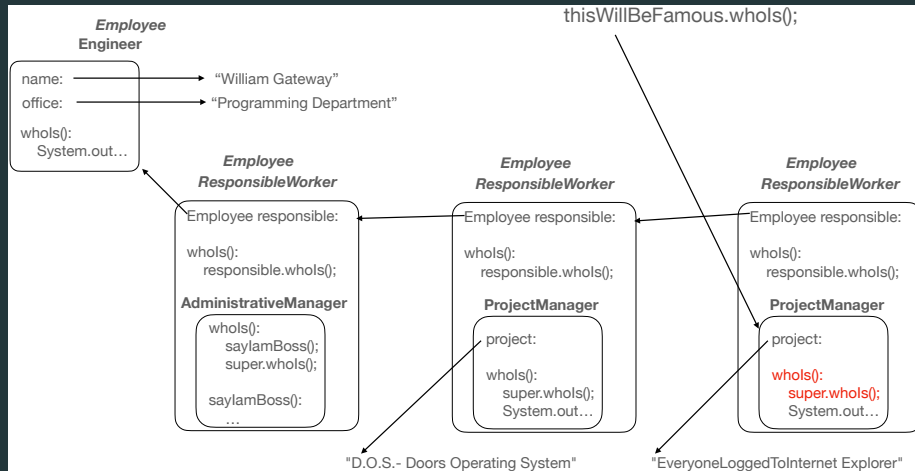 thisWillBeFamous.whoIs();
Employee
Engineer
name:
"William Gateway"
office:
"Programming Department"
whoIs():
System.out…
Employee
ResponsibleWorker
Employee responsible:
whoIs():
responsible.whoIs();
AdministrativeManager
whoIs():
sayIamBoss();
super.whoIs();
sayIamBoss():
…
Employee
ResponsibleWorker
Employee responsible:
whoIs():
responsible.whoIs();
ProjectManager
project:
whoIs():
super.whoIs();
System.out…
"D.O.S.- Doors Operating System"
Employee
ResponsibleWorker
Employee responsible:
whoIs():
responsible.whoIs();
ProjectManager
project:
whoIs():
super.whoIs();
System.out…
"EveryoneLoggedToInternet Explorer"